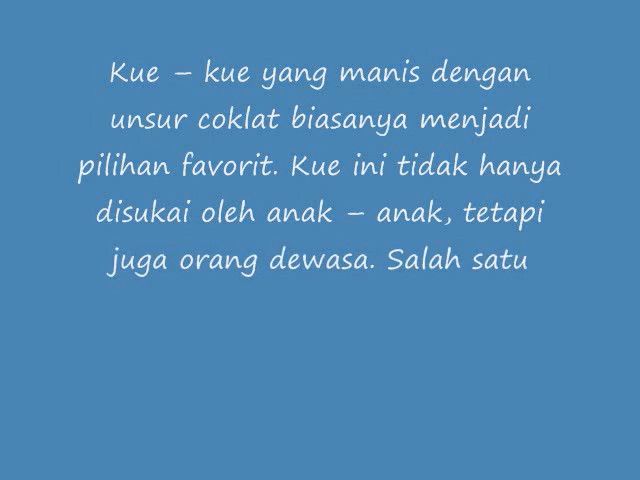 Kue – kue yang manis dengan
unsur coklat biasanya menjadi
pilihan favorit. Kue ini tidak hanya
disukai oleh anak – anak, tetapi
juga orang dewasa. Salah satu